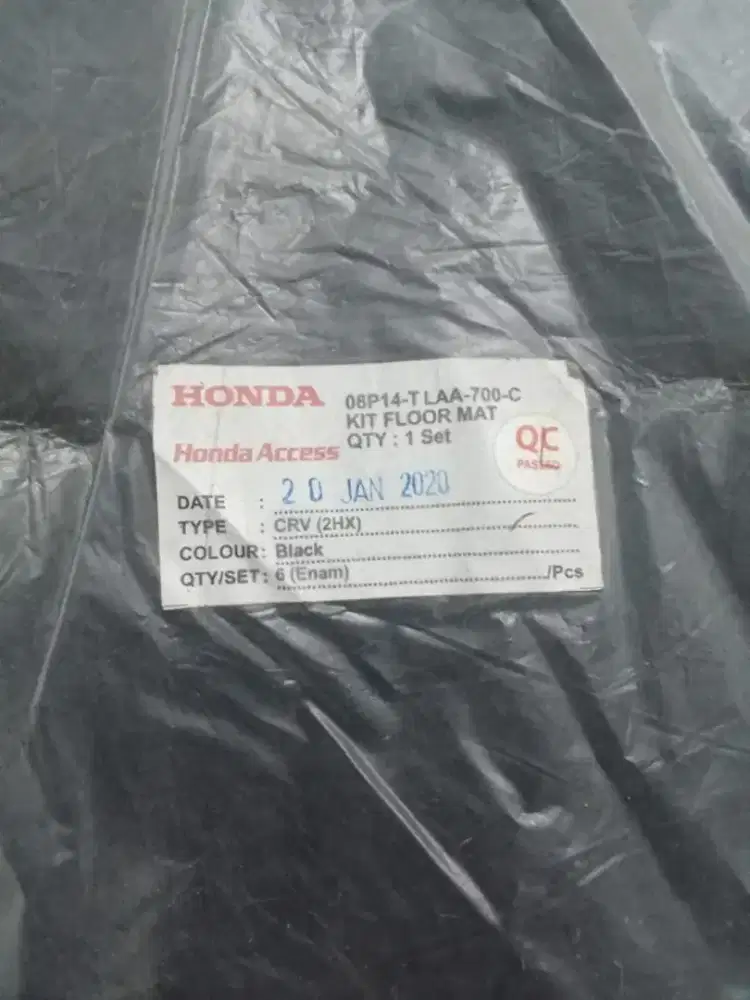 HONDA
08P14-TLAA-700-C
KIT FLOOR MAT
Honda Access
QTY : 1 Set
QC
PASSED
DATE : 20 JAN 2020
TYPE : CRV (2HX)
COLOUR : Black
QTY/SET : 6 (Enam) /Pcs